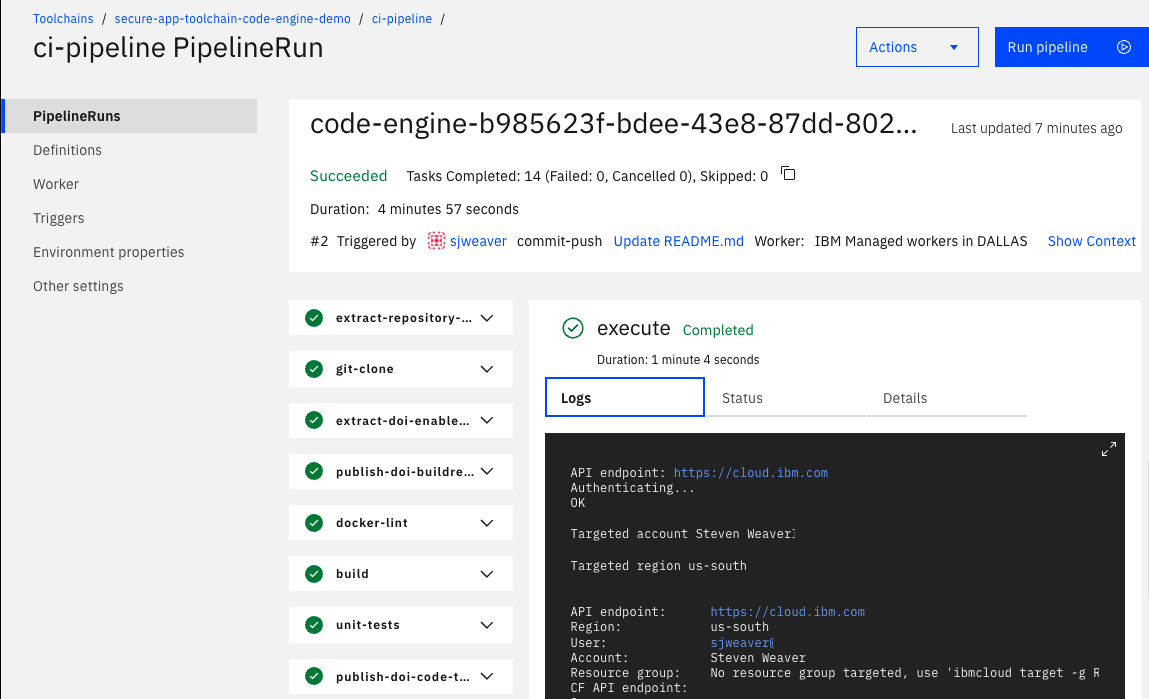 Toolchains / secure-app-toolchain-code-engine-demo / ci-pipeline /
ci-pipeline PipelineRun
Actions
Run pipeline
PipelineRuns
Definitions
Worker
Triggers
Environment properties
Other settings
code-engine-b985623f-bdee-43e8-87dd-802...
Last updated 7 minutes ago
Succeeded Tasks Completed: 14 (Failed: 0, Cancelled 0), Skipped: 0
Duration: 4 minutes 57 seconds
#2 Triggered by sjweaver commit-push Update README.md Worker: IBM Managed workers in DALLAS Show Context
extract-repository-...
git-clone
extract-doi-enable...
publish-doi-buildre...
docker-lint
build
unit-tests
publish-doi-code-t...
execute Completed
Duration: 1 minute 4 seconds
Logs Status Details
API endpoint: https://cloud.ibm.com
Authenticating...
OK
Targeted account Steven Weaver
Targeted region us-south
API endpoint: https://cloud.ibm.com
Region: us-south
User: sjweaver@
Account: Steven Weaver
Resource group: No resource group targeted, use 'ibmcloud target -g R
CF API endpoint: